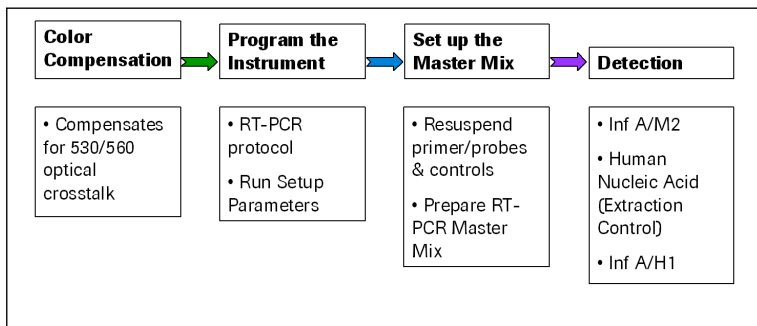 Color
Compensation
Program the
Instrument
Set up the
Master Mix
Detection
• Compensates
for 530/560
optical
crosstalk
• RT-PCR
protocol
• Run Setup
Parameters
• Resuspend
primer/probes
& controls
• Prepare RT-
PCR Master
Mix
• Inf A/M2
• Human
Nucleic Acid
(Extraction
Control)
• Inf A/H1